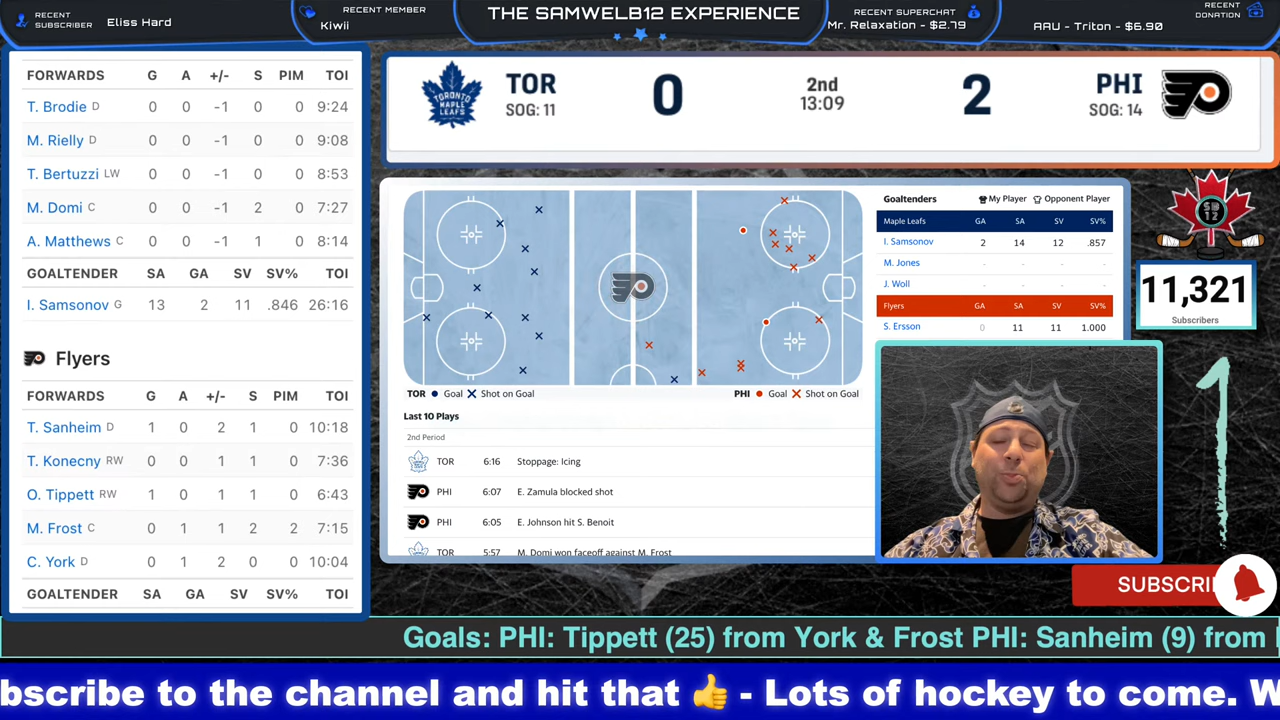 RECENT SUBSCRIBER
Eliss Hard
RECENT MEMBER
Kiwii
THE SAMWELB12 EXPERIENCE
RECENT SUPERCHAT
Mr. Relaxation - $2.79
RECENT DONATION
AAU - Triton - $6.90
FORWARDS G A +/- S PIM TOI
T. Brodie D 0 0 -1 0 0 9:24
M. Rielly D 0 0 -1 0 0 9:08
T. Bertuzzi LW 0 0 -1 0 0 8:53
M. Domi C 0 0 -1 2 0 7:27
A. Matthews C 0 0 -1 1 0 8:14
GOALTENDER SA GA SV SV% TOI
I. Samsonov G 13 2 11 .846 26:16
Flyers
FORWARDS G A +/- S PIM TOI
T. Sanheim D 1 0 2 1 0 10:18
T. Konecny RW 0 0 1 1 0 7:36
O. Tippett RW 1 0 1 1 0 6:43
M. Frost C 0 1 1 2 2 7:15
C. York D 0 1 2 0 0 10:04
GOALTENDER SA GA SV SV% TOI
TORONTO MAPLE LEAFS
TOR
SOG: 11
0
2nd
13:09
2
PHI
SOG: 14
TOR Goal Shot on Goal
PHI Goal Shot on Goal
Last 10 Plays
2nd Period
TOR 6:16 Stoppage: Icing
PHI 6:07 E. Zamula blocked shot
PHI 6:05 E. Johnson hit S. Benoit
TOR 5:57 M. Domi won faceoff against M. Frost
Goaltenders My Player Opponent Player
Maple Leafs GA SA SV SV%
I. Samsonov 2 14 12 .857
M. Jones - - - -
J. Woll - - - -
Flyers GA SA SV SV%
S. Ersson 0 11 11 1.000
SB
12
11,321
Subscribers
1
SUBSCRI
Goals: PHI: Tippett (25) from York & Frost PHI: Sanheim (9) from
bscribe to the channel and hit that 👍 - Lots of hockey to come. W